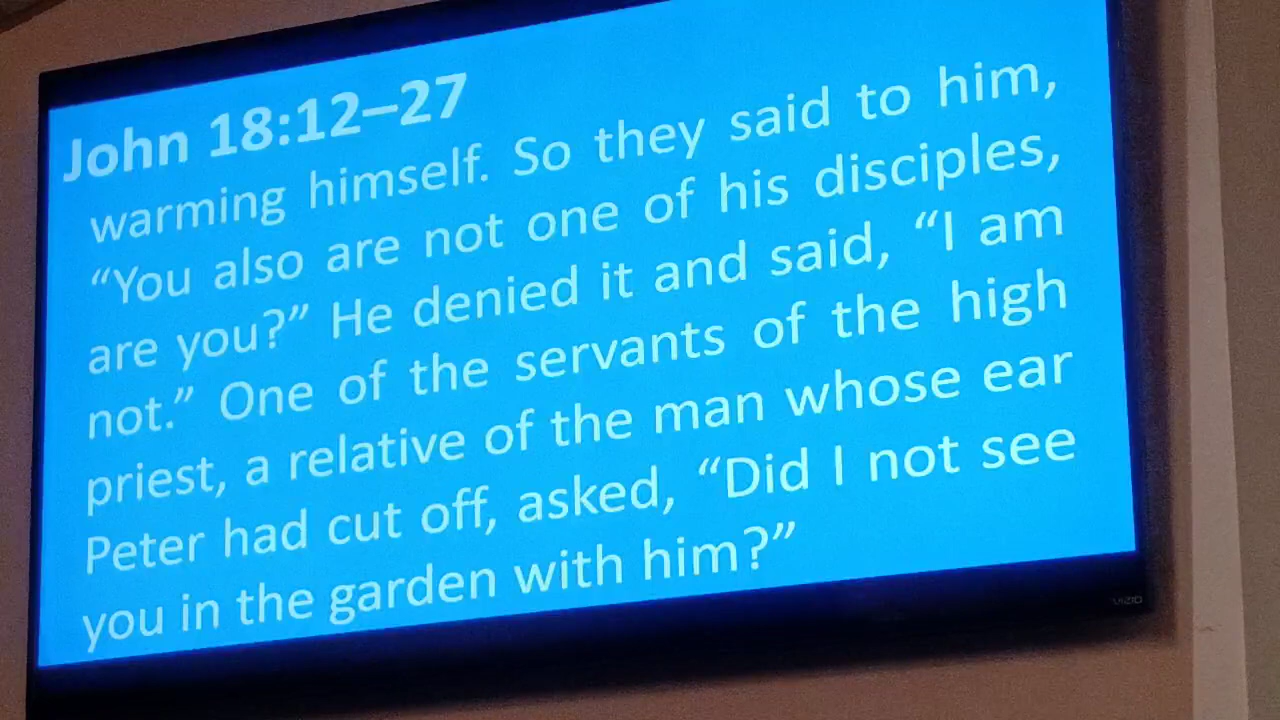 John 18:12–27
warming himself. So they said to him,
“You also are not one of his disciples,
are you?” He denied it and said, “I am
not.” One of the servants of the high
priest, a relative of the man whose ear
Peter had cut off, asked, “Did I not see
you in the garden with him?”
VIZIO